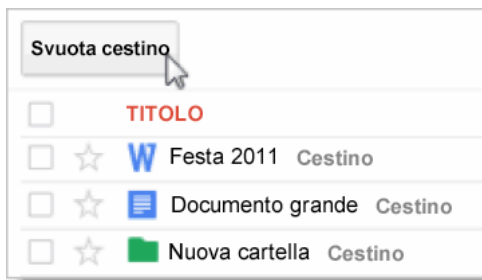 Svuota cestino
TITOLO
Festa 2011 Cestino
Documento grande Cestino
Nuova cartella Cestino